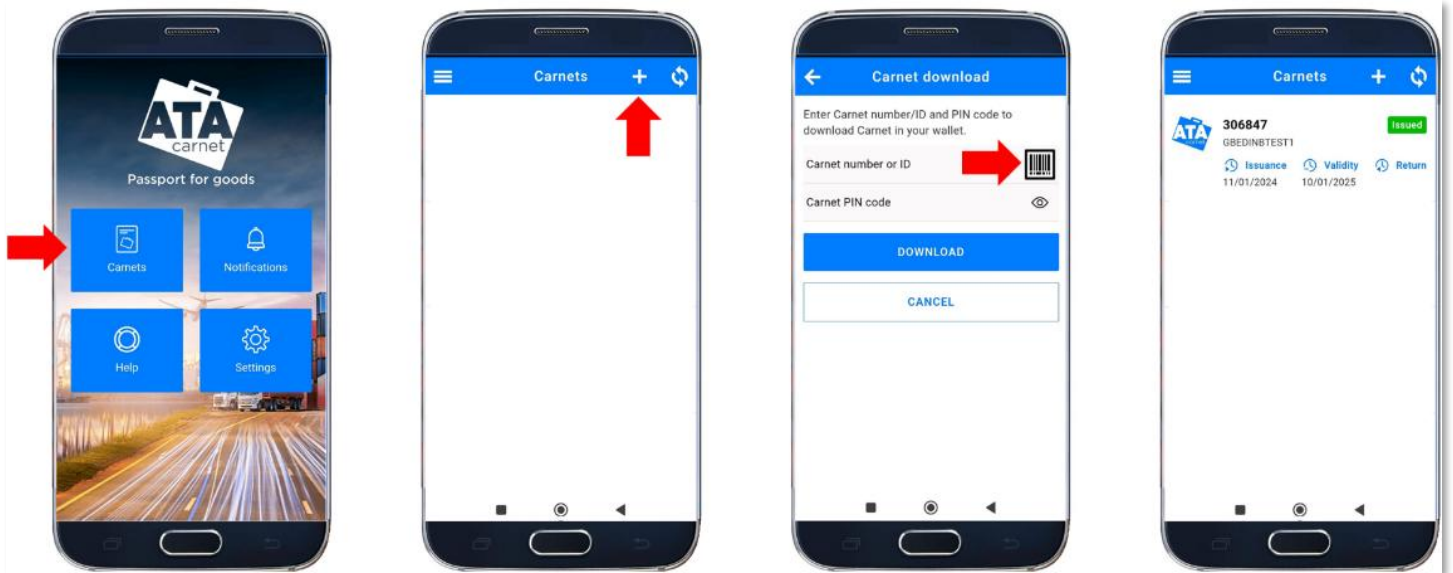 ATA
carnet
Passport for goods
Carnets
Notifications
Help
Settings
Carnets
Carnet download
Enter Carnet number/ID and PIN code to
download Carnet in your wallet.
Carnet number or ID
Carnet PIN code
DOWNLOAD
CANCEL
Carnets
ATA
carnet
306847
Issued
GBEDINBTEST1
Issuance Validity Return
11/01/2024 10/01/2025